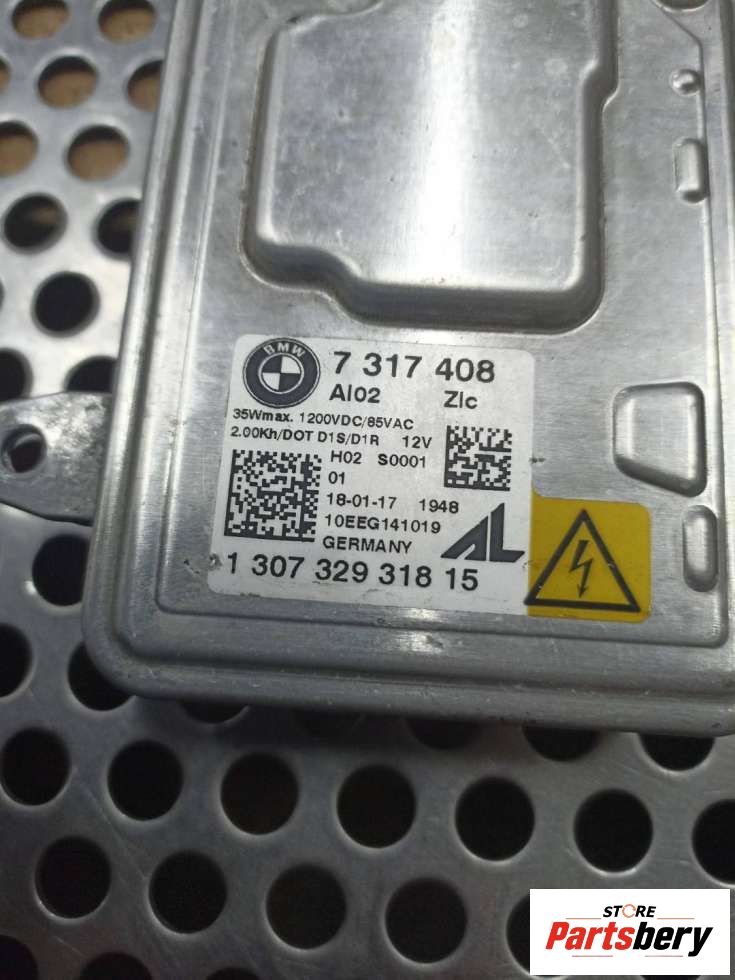 BMW
7 317 408
AI02 Zlc
35Wmax. 1200VDC/85VAC
2.00Kh/DOT D1S/D1R 12V
H02 S0001
01
18-01-17 1948
10EEG141019
GERMANY
AL
1 307 329 318 15
STORE
Partsbery